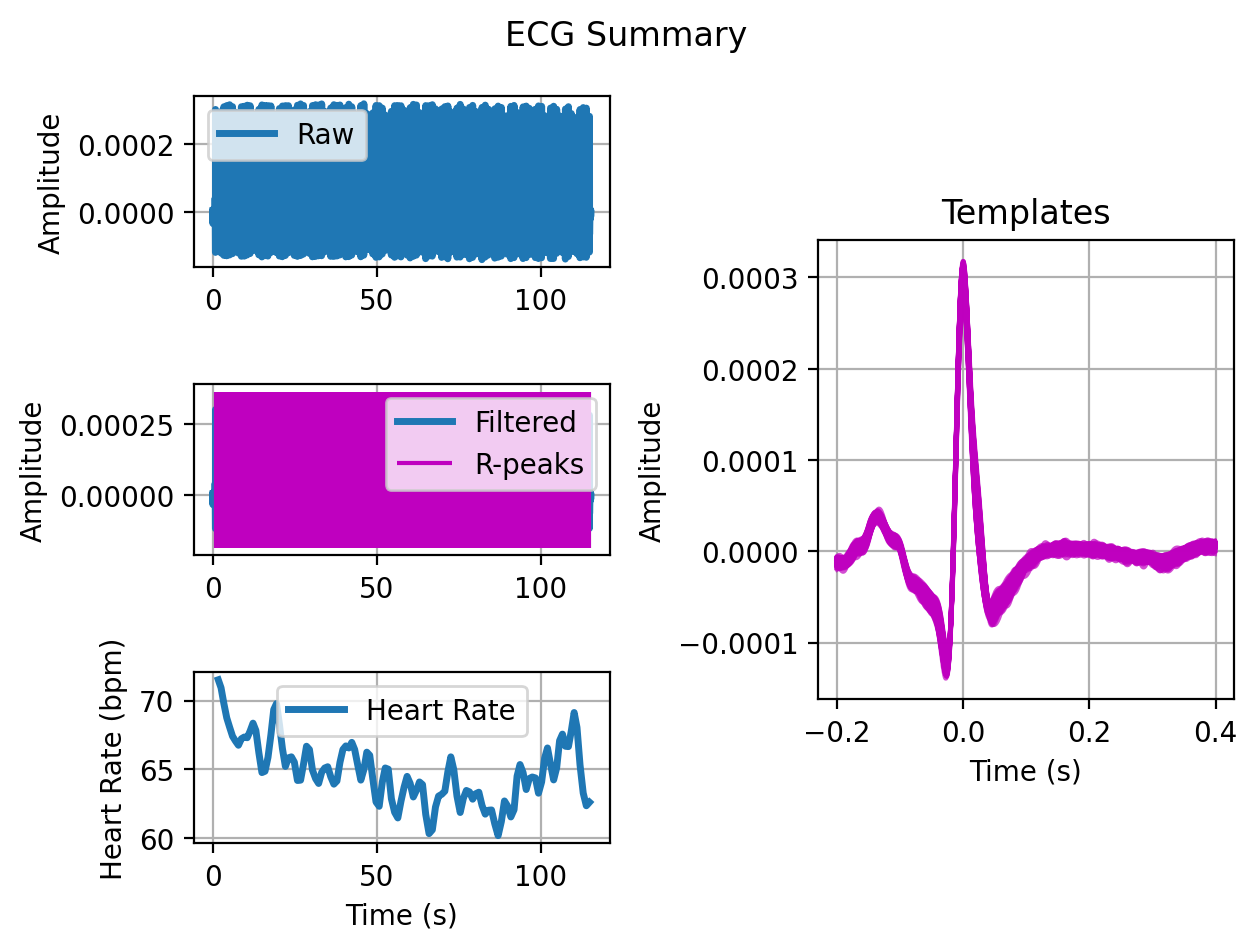 ECG Summary
Amplitude
0.0002
0.0000
Raw
0 50 100
Amplitude
0.00025
0.00000
Filtered
R-peaks
0 50 100
Heart Rate (bpm)
70
65
60
Heart Rate
0 50 100
Time (s)
Templates
Amplitude
0.0003
0.0002
0.0001
0.0000
−0.0001
−0.2 0.0 0.2 0.4
Time (s)